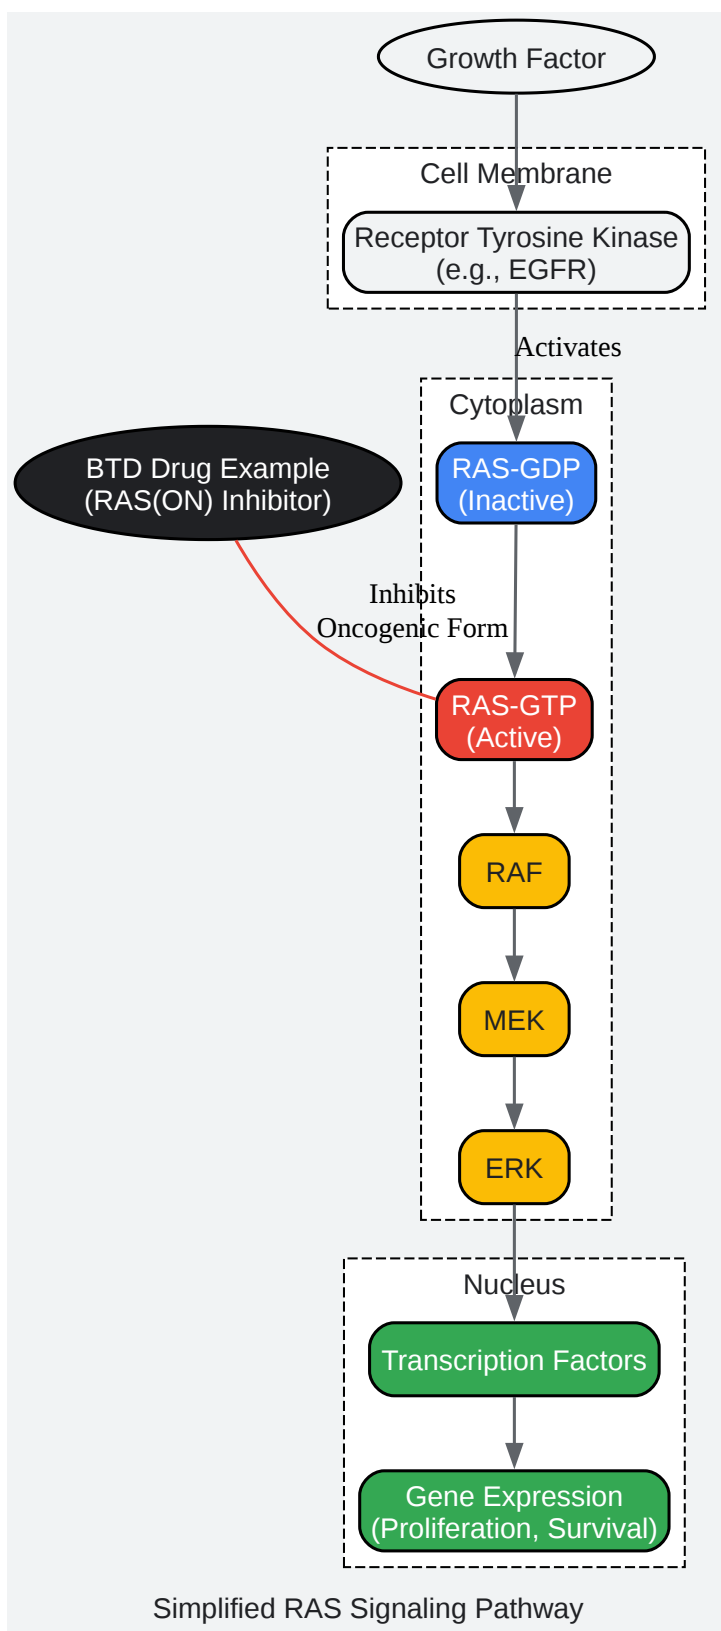 Growth Factor
Cell Membrane
Receptor Tyrosine Kinase
(e.g., EGFR)
Activates
Cytoplasm
BTD Drug Example
(RAS(ON) Inhibitor)
RAS-GDP
(Inactive)
Inhibits
Oncogenic Form
RAS-GTP
(Active)
RAF
MEK
ERK
Nucleus
Transcription Factors
Gene Expression
(Proliferation, Survival)
Simplified RAS Signaling Pathway